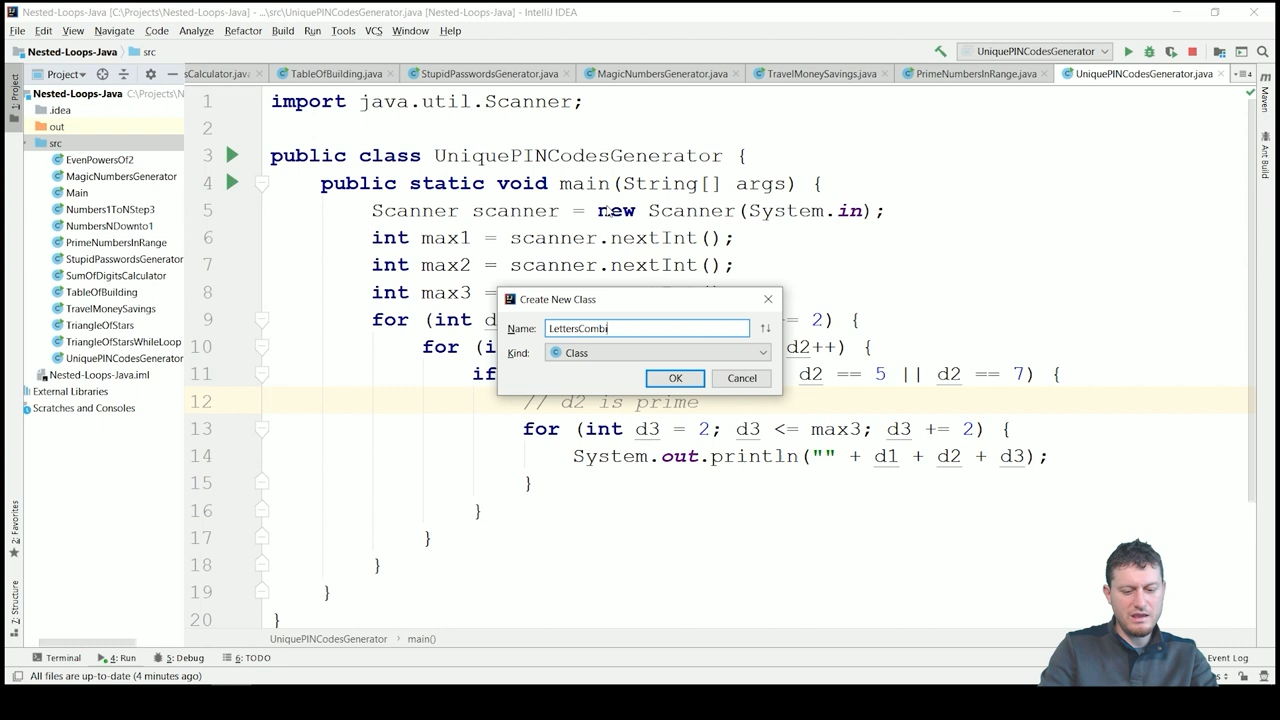 Nested-Loops-Java [C:\Projects\Nested-Loops-Java] - ...\src\UniquePINCodesGenerator.java [Nested-Loops-Java] - IntelliJ IDEA
File Edit View Navigate Code Analyze Refactor Build Run Tools VCS Window Help
Nested-Loops-Java src UniquePINCodesGenerator
Project sCalculator.java TableOfBuilding.java StupidPasswordsGenerator.java MagicNumbersGenerator.java TravelMoneySavings.java PrimeNumbersInRange.java UniquePINCodesGenerator.java
1: Project
Nested-Loops-Java C:\Projects\N
.idea
out
src
EvenPowersOf2
MagicNumbersGenerator
Main
Numbers1ToNStep3
NumbersNDownto1
PrimeNumbersInRange
StupidPasswordsGenerator
SumOfDigitsCalculator
TableOfBuilding
TravelMoneySavings
TriangleOfStars
TriangleOfStarsWhileLoop
UniquePINCodesGenerator
Nested-Loops-Java.iml
External Libraries
Scratches and Consoles
2: Favorites
7: Structure
1 import java.util.Scanner;
2
3 public class UniquePINCodesGenerator {
4 public static void main(String[] args) {
5 Scanner scanner = new Scanner(System.in);
6 int max1 = scanner.nextInt();
7 int max2 = scanner.nextInt();
8 int max3 =
9 for (int d = 2) {
10 for (i d2++) {
11 if d2 == 5 || d2 == 7) {
12 // d2 is prime
13 for (int d3 = 2; d3 <= max3; d3 += 2) {
14 System.out.println("" + d1 + d2 + d3);
15 }
16 }
17 }
18 }
19 }
20 }
Create New Class
Name: LettersCombi
Kind: Class
OK Cancel
Maven
Ant Build
UniquePINCodesGenerator main()
Terminal 4: Run 5: Debug 6: TODO Event Log
All files are up-to-date (4 minutes ago)